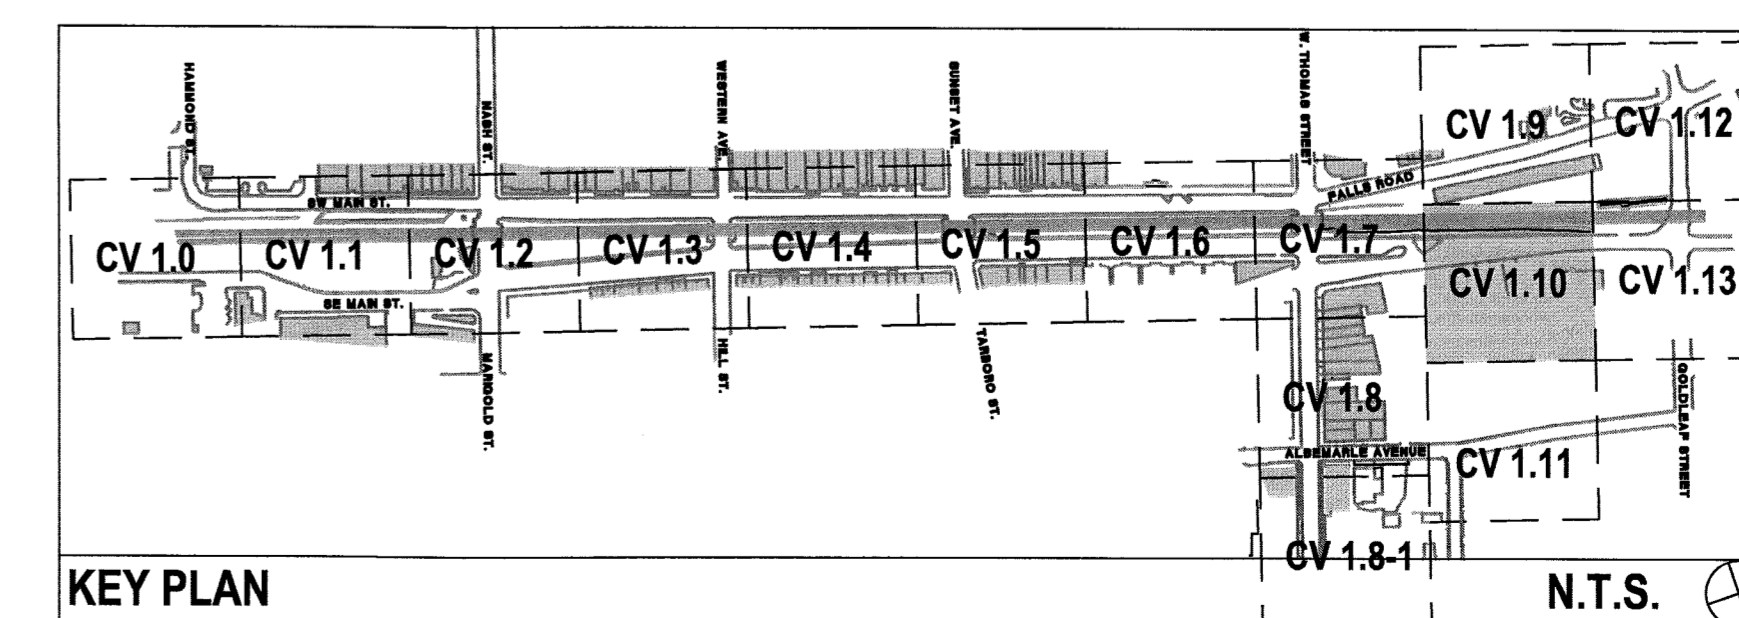 HAMMOND ST.
NASH ST.
WESTERN AVE.
SUNSET AVE.
W. THOMAS STREET
CV 1.9
CV 1.12
FALLS ROAD
SW MAIN ST.
CV 1.0
CV 1.1
CV 1.2
CV 1.3
CV 1.4
CV 1.5
CV 1.6
CV 1.7
CV 1.10
CV 1.13
SE MAIN ST.
MARIGOLD ST.
HILL ST.
TARBORO ST.
CV 1.8
GOLDLEAF STREET
ALBEMARLE AVENUE
CV 1.11
CV 1.8-1
KEY PLAN
N.T.S.